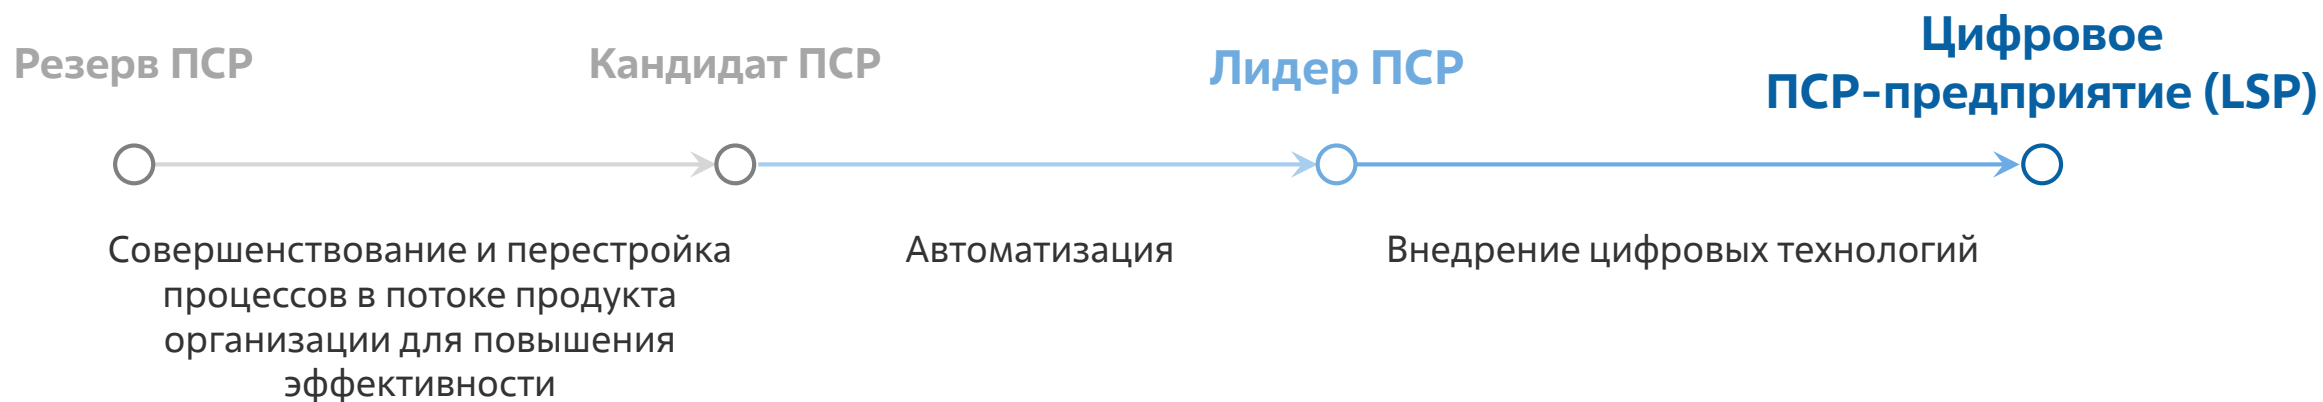 Резерв ПСР
Кандидат ПСР
Лидер ПСР
Цифровое
ПСР-предприятие (LSP)
Совершенствование и перестройка
процессов в потоке продукта
организации для повышения
эффективности
Автоматизация
Внедрение цифровых технологий